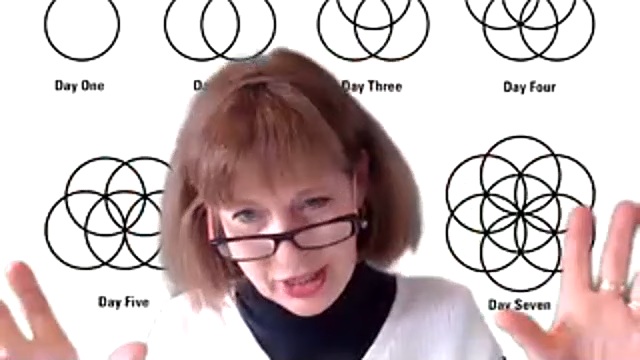 Day One
Day Three
Day Four
Day Five
Day Seven